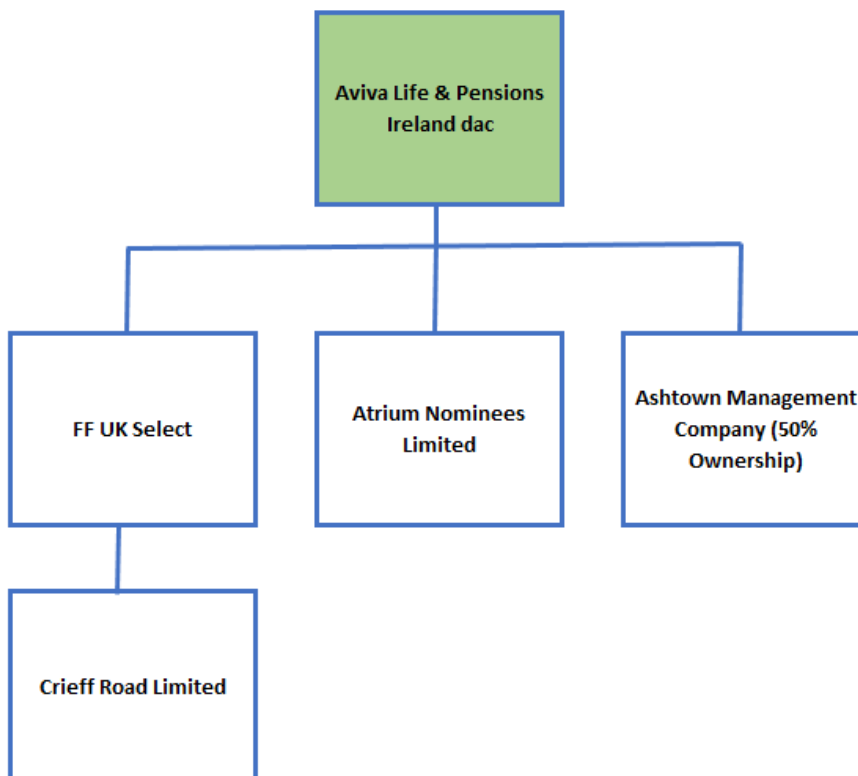 Aviva Life & Pensions
Ireland dac
FF UK Select
Atrium Nominees
Limited
Ashtown Management
Company (50%
Ownership)
Crieff Road Limited